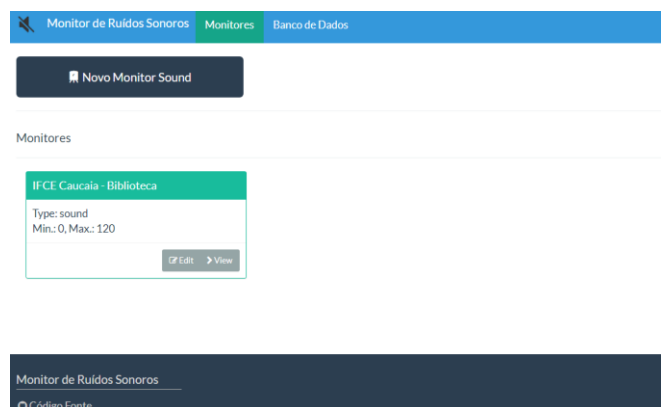 Monitor de Ruídos Sonoros Monitores Banco de Dados
Novo Monitor Sound
Monitores
IFCE Caucaia - Biblioteca
Type: sound
Min.: 0, Max.: 120
Edit View
Monitor de Ruídos Sonoros
Código Fonte